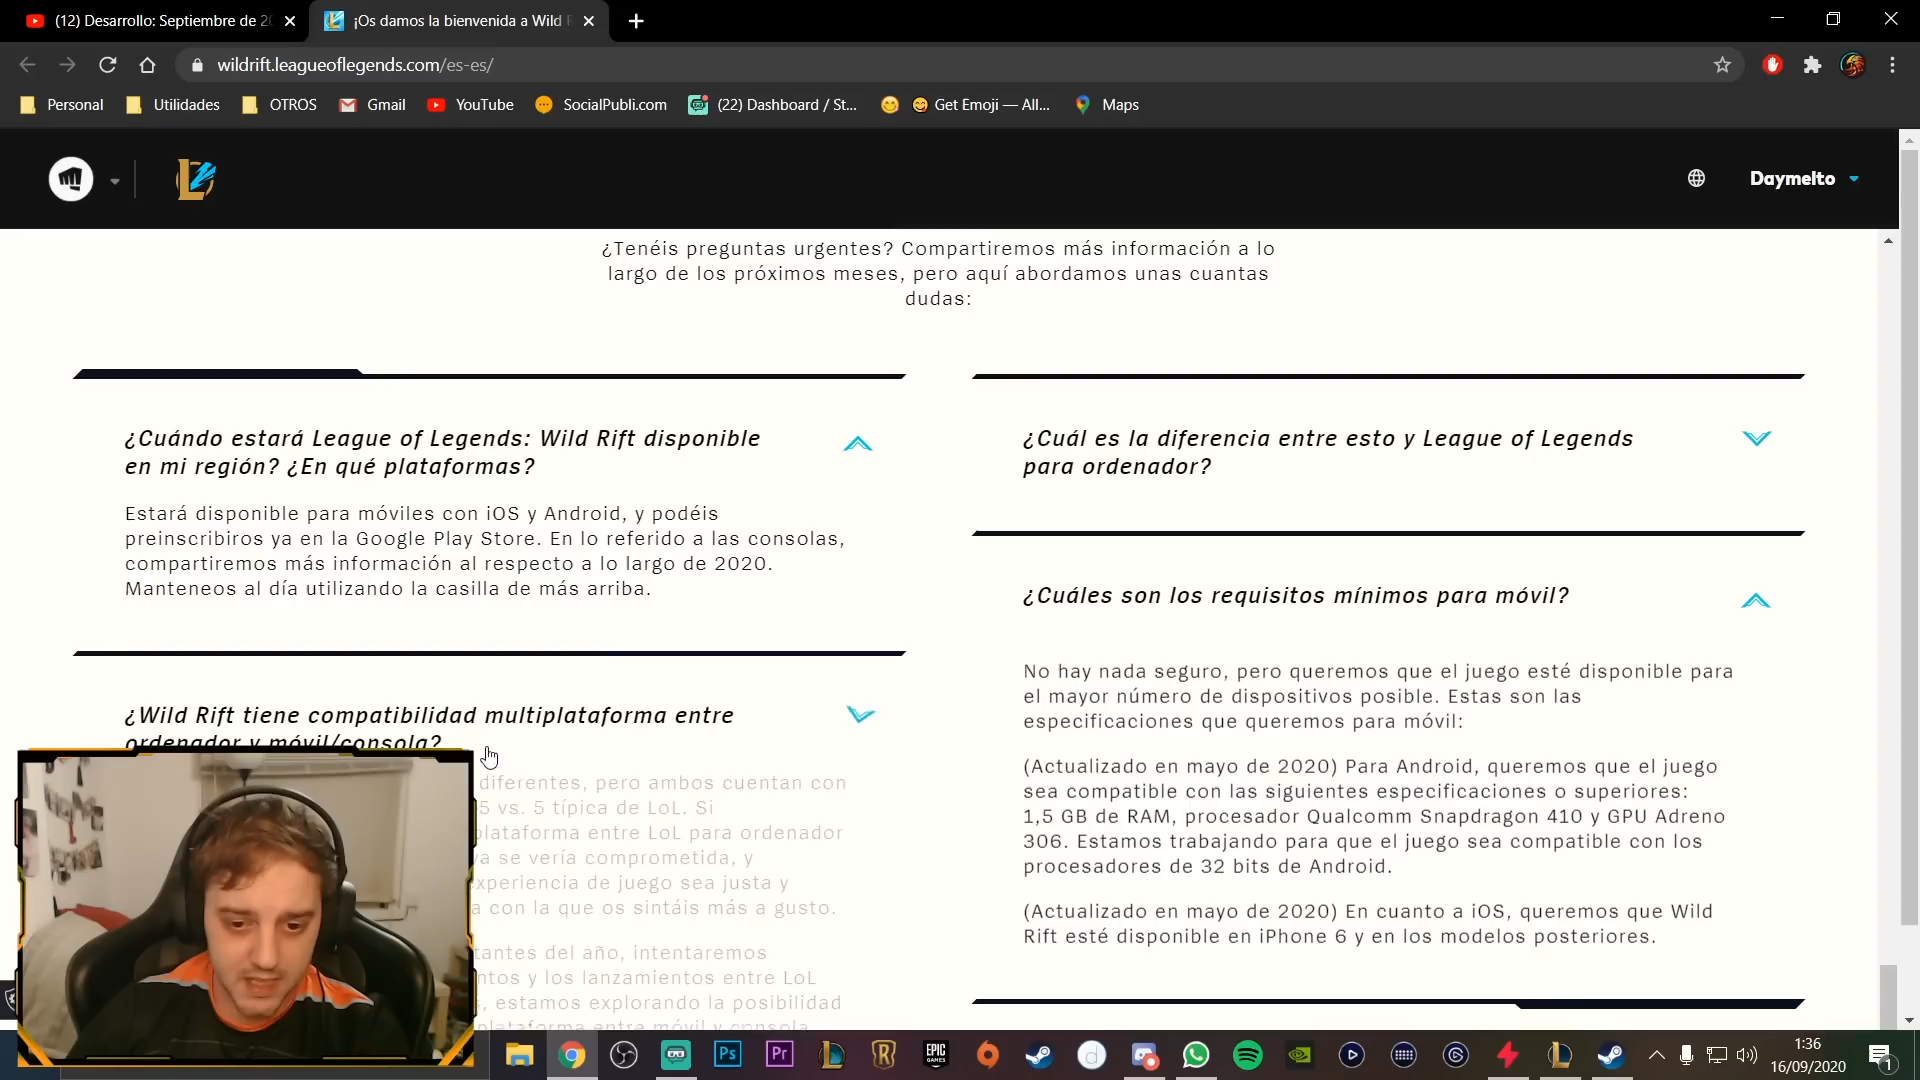 (12) Desarrollo: Septiembre de 20
¡Os damos la bienvenida a Wild R
wildrift.leagueoflegends.com/es-es/
Personal
Utilidades
OTROS
Gmail
YouTube
SocialPubli.com
(22) Dashboard / St...
Get Emoji — All...
Maps
Daymelto
¿Tenéis preguntas urgentes? Compartiremos más información a lo
largo de los próximos meses, pero aquí abordamos unas cuantas
dudas:
¿Cuándo estará League of Legends: Wild Rift disponible
en mi región? ¿En qué plataformas?
Estará disponible para móviles con iOS y Android, y podéis
preinscribiros ya en la Google Play Store. En lo referido a las consolas,
compartiremos más información al respecto a lo largo de 2020.
Manteneos al día utilizando la casilla de más arriba.
¿Wild Rift tiene compatibilidad multiplataforma entre
ordenador y móvil/consola?
diferentes, pero ambos cuentan con
5 vs. 5 típica de LoL. Si
plataforma entre LoL para ordenador
va se vería comprometida, y
xperiencia de juego sea justa y
a con la que os sintáis más a gusto.
tantes del año, intentaremos
ntos y los lanzamientos entre LoL
, estamos explorando la posibilidad
plataforma entre móvil y consola
¿Cuál es la diferencia entre esto y League of Legends
para ordenador?
¿Cuáles son los requisitos mínimos para móvil?
No hay nada seguro, pero queremos que el juego esté disponible para
el mayor número de dispositivos posible. Estas son las
especificaciones que queremos para móvil:
(Actualizado en mayo de 2020) Para Android, queremos que el juego
sea compatible con las siguientes especificaciones o superiores:
1,5 GB de RAM, procesador Qualcomm Snapdragon 410 y GPU Adreno
306. Estamos trabajando para que el juego sea compatible con los
procesadores de 32 bits de Android.
(Actualizado en mayo de 2020) En cuanto a iOS, queremos que Wild
Rift esté disponible en iPhone 6 y en los modelos posteriores.
Ps
Pr
EPIC
GAMES
1:36
16/09/2020
1